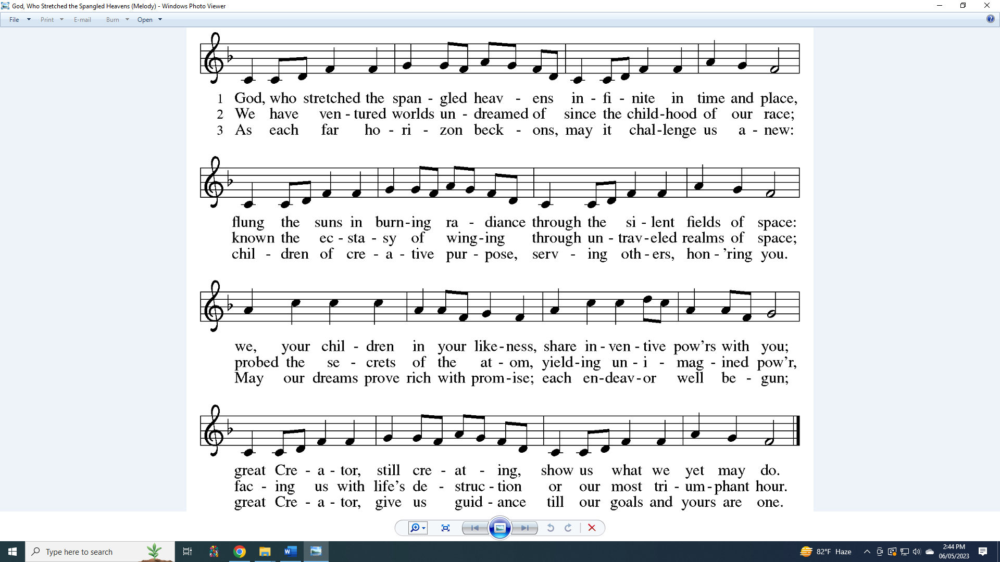 God, Who Stretched the Spangled Heavens (Melody) - Windows Photo Viewer
File Print E-mail Burn Open
1 God, who stretched the span - gled heav - ens in - fi - nite in time and place,
2 We have ven - tured worlds un - dreamed of since the child - hood of our race;
3 As each far ho - ri - zon beck - ons, may it chal - lenge us a - new:
flung the suns in burn - ing ra - diance through the si - lent fields of space:
known the ec - sta - sy of wing - ing through un - trav - eled realms of space;
chil - dren of cre - a - tive pur - pose, serv - ing oth - ers, hon - 'ring you.
we, your chil - dren in your like - ness, share in - ven - tive pow'rs with you;
probed the se - crets of the at - om, yield - ing un - i - mag - ined pow'r,
May our dreams prove rich with prom - ise; each en - deav - or well be - gun;
great Cre - a - tor, still cre - at - ing, show us what we yet may do.
fac - ing us with life's de - struc - tion or our most tri - um - phant hour.
great Cre - a - tor, give us guid - ance till our goals and yours are one.
Type here to search
82°F Haze
2:44 PM
06/05/2023